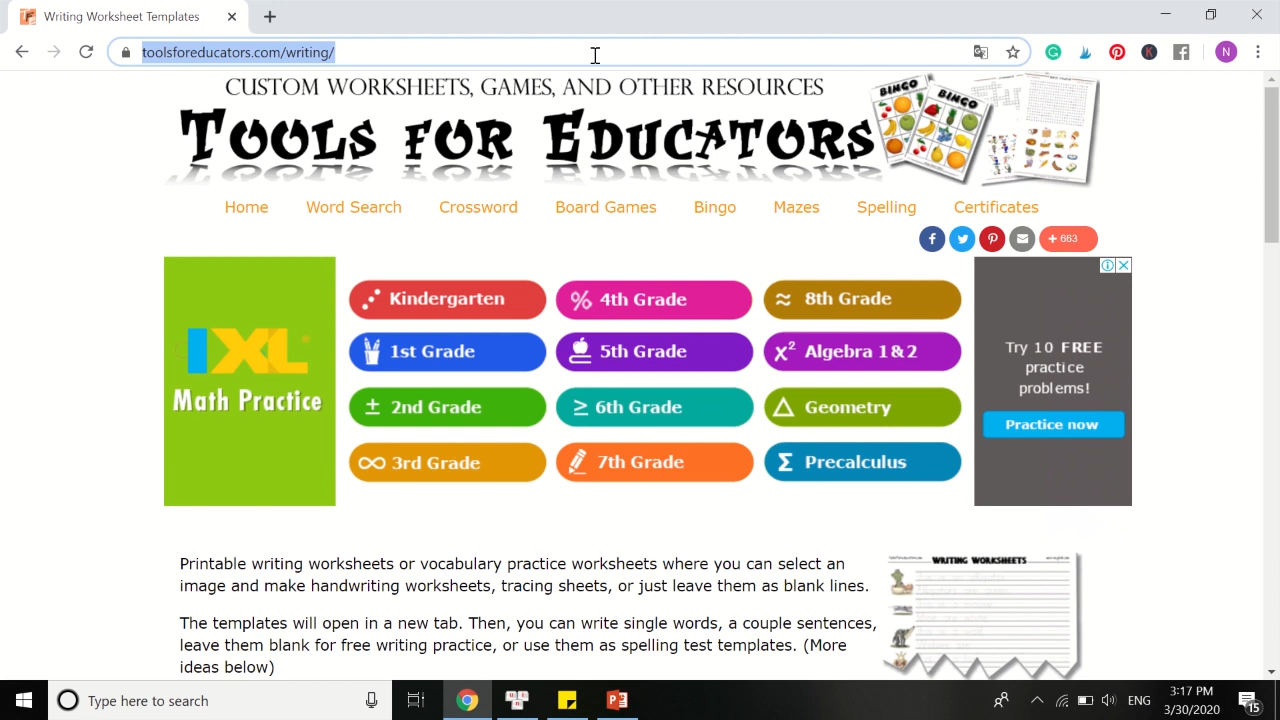 Writing Worksheet Templates
toolsforeducators.com/writing/
N
CUSTOM WORKSHEETS, GAMES, AND OTHER RESOURCES
TOOLS FOR EDUCATORS
BINGO
BINGO
Home Word Search Crossword Board Games Bingo Mazes Spelling Certificates
+ 663
IXL
Math Practice
Kindergarten
% 4th Grade
≈ 8th Grade
1st Grade
5th Grade
x² Algebra 1 & 2
± 2nd Grade
≥ 6th Grade
Geometry
∞ 3rd Grade
7th Grade
Σ Precalculus
Try 10 FREE
practice
problems!
Practice now
Printable writing worksheets or vocabulary practice worksheets where you can select an
image and make handwriting worksheets, tracing sheets, or just leave them as blank lines.
The templates will open in a new tab. Then, you can write single words, a couple sentences,
leave them blank for free writing practice, or use them as spelling test templates. (More
ideas below)
WRITING WORKSHEETS
Type here to search
ENG
3:17 PM
3/30/2020
15